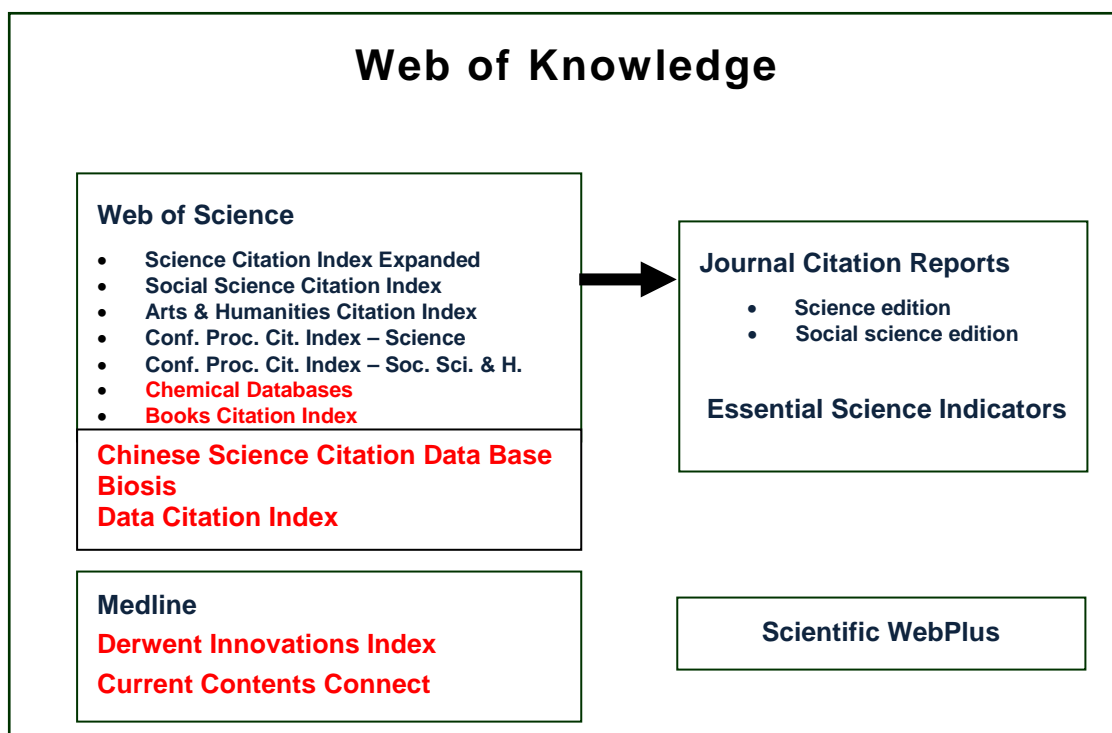 Web of Knowledge
Web of Science
• Science Citation Index Expanded
• Social Science Citation Index
• Arts & Humanities Citation Index
• Conf. Proc. Cit. Index – Science
• Conf. Proc. Cit. Index – Soc. Sci. & H.
• Chemical Databases
• Books Citation Index
Chinese Science Citation Data Base
Biosis
Data Citation Index
Medline
Derwent Innovations Index
Current Contents Connect
Journal Citation Reports
• Science edition
• Social science edition
Essential Science Indicators
Scientific WebPlus